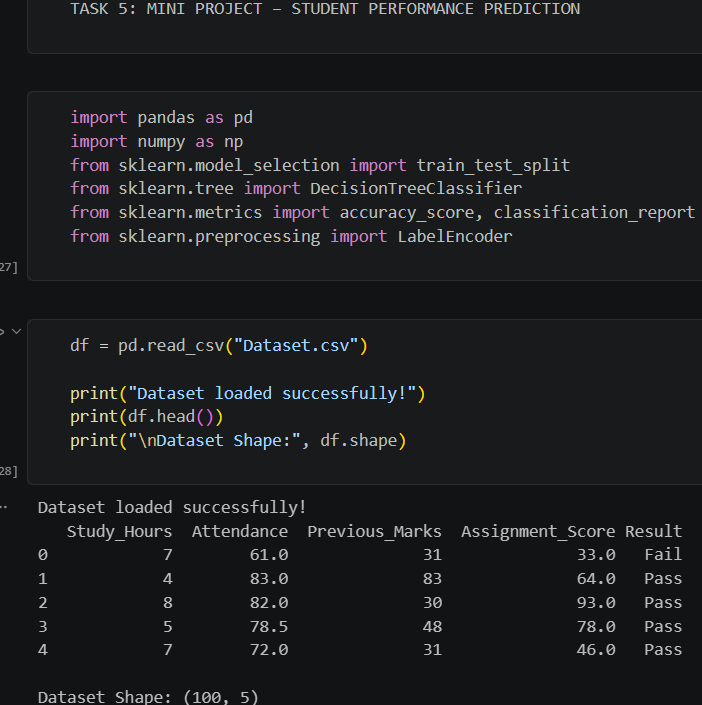 TASK 5: MINI PROJECT – STUDENT PERFORMANCE PREDICTION
import pandas as pd
import numpy as np
from sklearn.model_selection import train_test_split
from sklearn.tree import DecisionTreeClassifier
from sklearn.metrics import accuracy_score, classification_report
from sklearn.preprocessing import LabelEncoder
27]
df = pd.read_csv("Dataset.csv")
print("Dataset loaded successfully!")
print(df.head())
print("\nDataset Shape:", df.shape)
28]
Dataset loaded successfully!
Study_Hours Attendance Previous_Marks Assignment_Score Result
0 7 61.0 31 33.0 Fail
1 4 83.0 83 64.0 Pass
2 8 82.0 30 93.0 Pass
3 5 78.5 48 78.0 Pass
4 7 72.0 31 46.0 Pass
Dataset Shape: (100, 5)